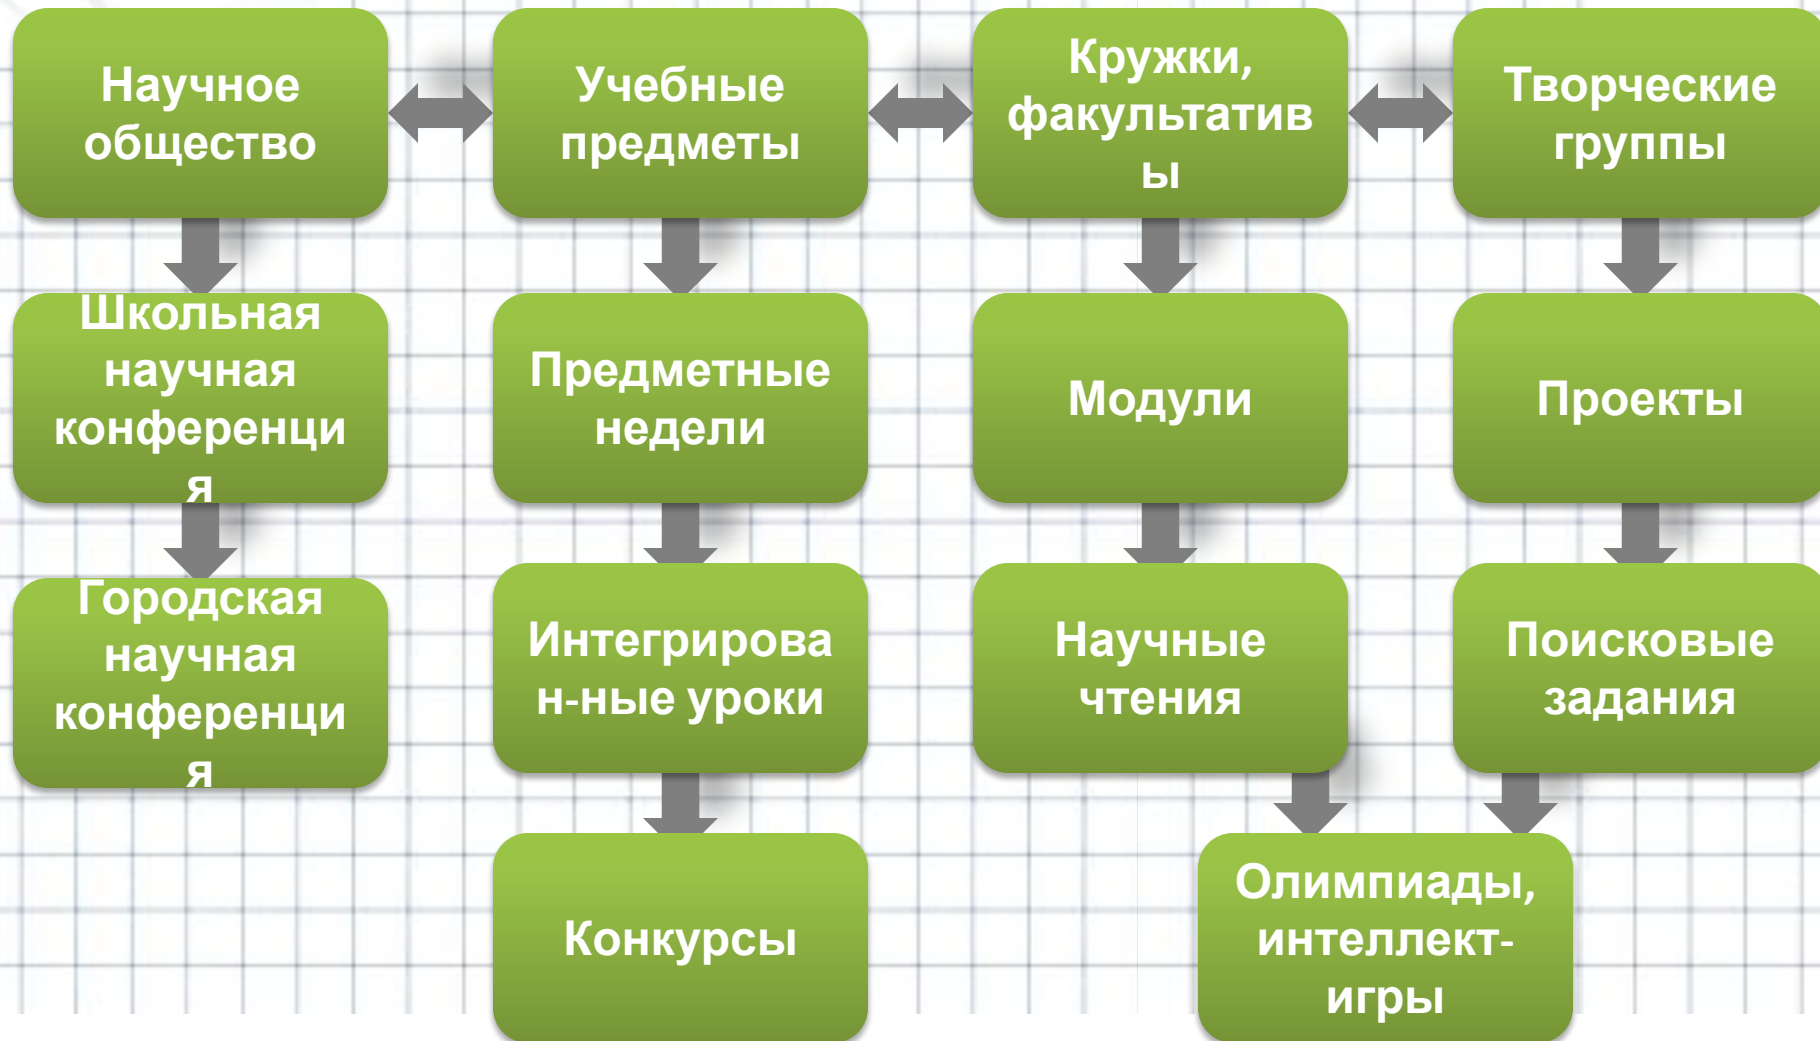 Научное
общество
Учебные
предметы
Кружки,
факультатив
ы
Творческие
группы
Школьная
научная
конференци
я
Предметные
недели
Модули
Проекты
Городская
научная
конференци
я
Интегрирова
н-ные уроки
Научные
чтения
Поисковые
задания
Конкурсы
Олимпиады,
интеллект-
игры